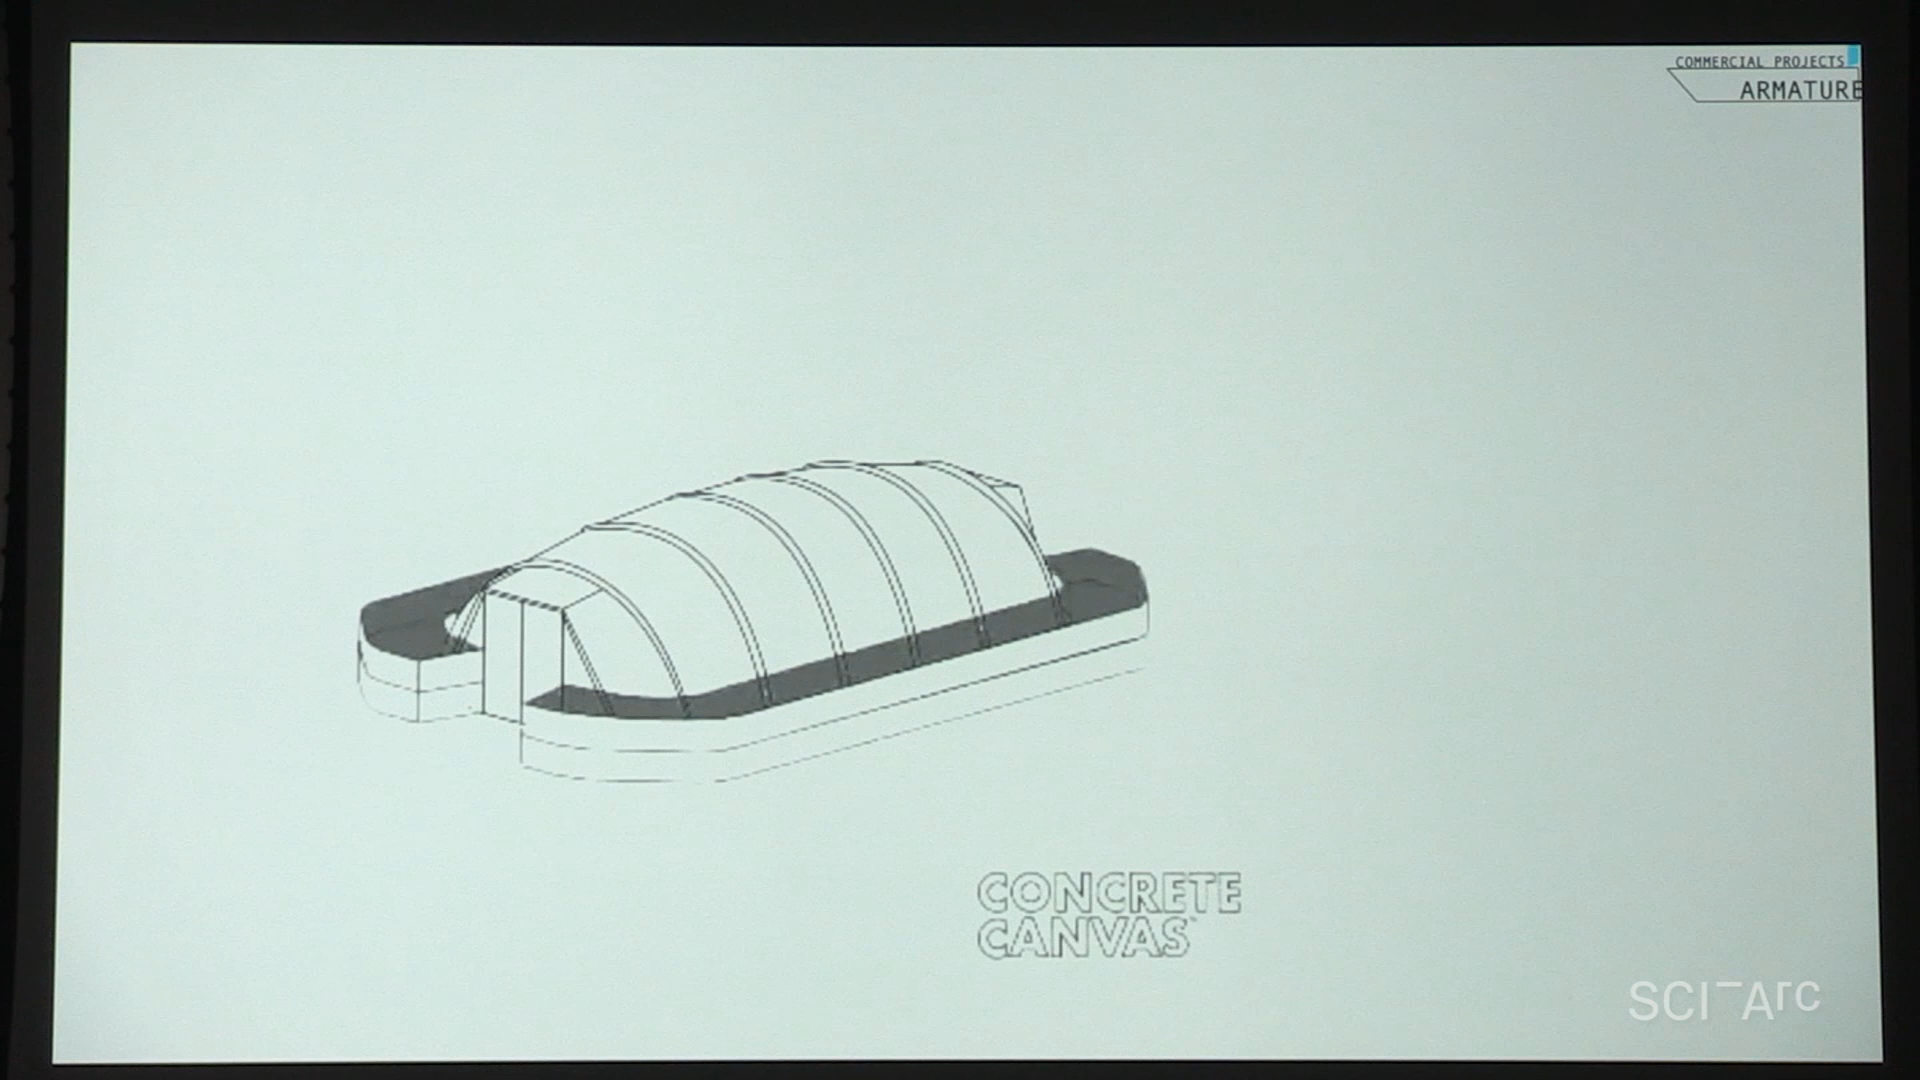 COMMERCIAL PROJECTS
ARMATURE
CONCRETE
CANVAS
SCI-Arc